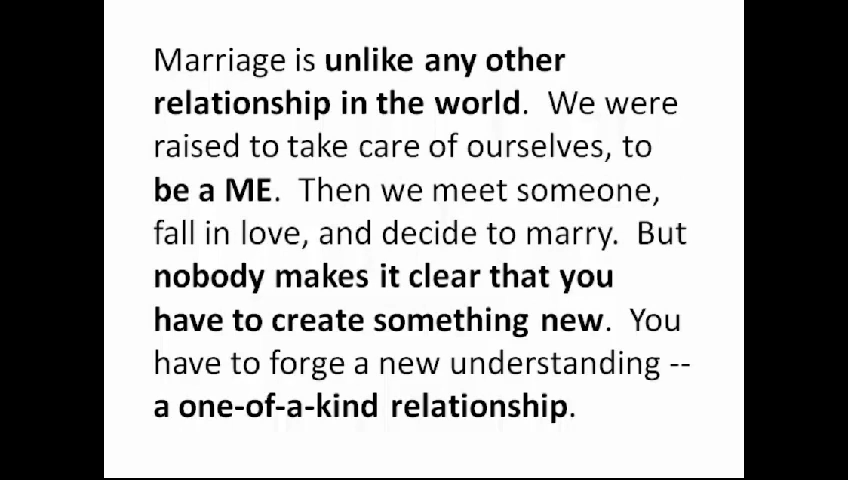 Marriage is unlike any other
relationship in the world.  We were
raised to take care of ourselves, to
be a ME.  Then we meet someone,
fall in love, and decide to marry.  But
nobody makes it clear that you
have to create something new.  You
have to forge a new understanding --
a one-of-a-kind relationship.